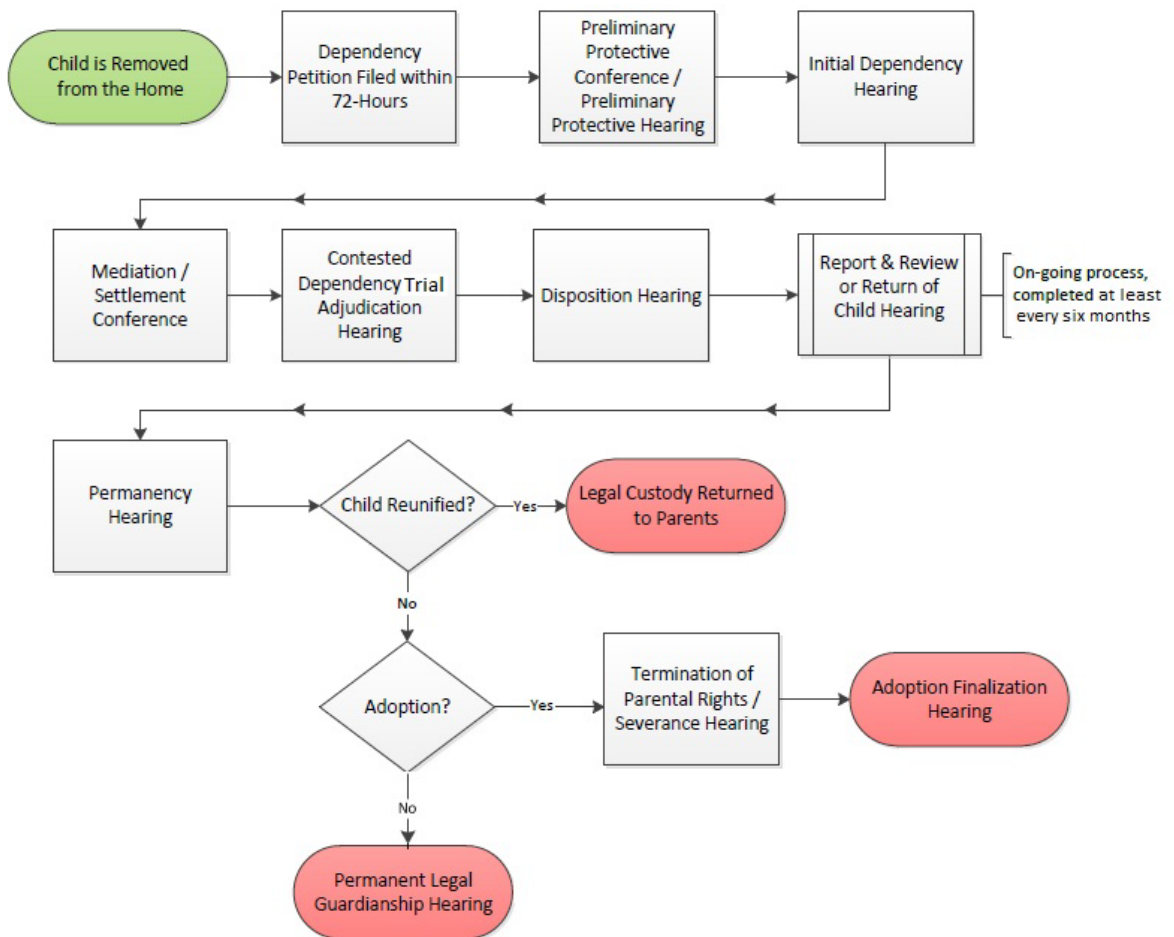 Child is Removed
from the Home
Dependency
Petition Filed within
72-Hours
Preliminary
Protective
Conference /
Preliminary
Protective Hearing
Initial Dependency
Hearing
Mediation /
Settlement
Conference
Contested
Dependency Trial
Adjudication
Hearing
Disposition Hearing
Report & Review
or Return of
Child Hearing
On-going process,
completed at least
every six months
Permanency
Hearing
Child Reunified?
Yes
Legal Custody Returned
to Parents
No
Adoption?
Yes
Termination of
Parental Rights /
Severance Hearing
Adoption Finalization
Hearing
No
Permanent Legal
Guardianship Hearing